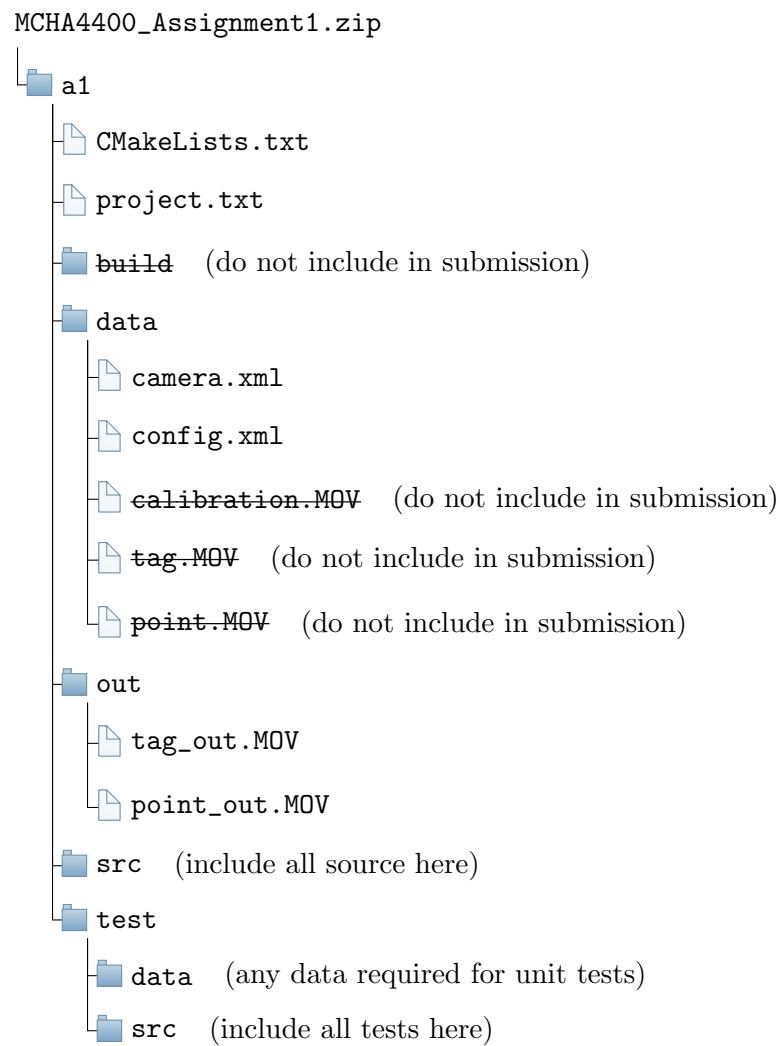 MCHA4400_Assignment1.zip
a1
CMakeLists.txt
project.txt
build (do not include in submission)
data
camera.xml
config.xml
calibration.MOV (do not include in submission)
tag.MOV (do not include in submission)
point.MOV (do not include in submission)
out
tag_out.MOV
point_out.MOV
src (include all source here)
test
data (any data required for unit tests)
src (include all tests here)